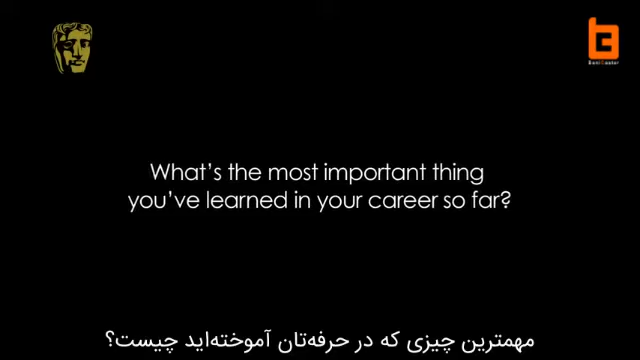 What's the most important thing
you've learned in your career so far?
مهمترین چیزی که در حرفه‌تان آموخته‌اید چیست؟